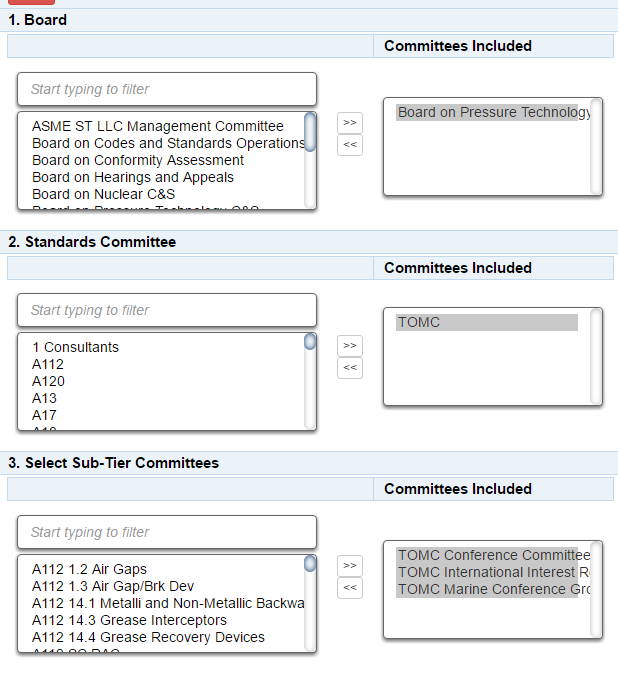 1. Board
Committees Included
Start typing to filter
ASME ST LLC Management Committee
Board on Codes and Standards Operations
Board on Conformity Assessment
Board on Hearings and Appeals
Board on Nuclear C&S
>>
<<
Board on Pressure Technology
2. Standards Committee
Committees Included
Start typing to filter
1 Consultants
A112
A120
A13
A17
>>
<<
TOMC
3. Select Sub-Tier Committees
Committees Included
Start typing to filter
A112 1.2 Air Gaps
A112 1.3 Air Gap/Brk Dev
A112 14.1 Metalli and Non-Metallic Backwa
A112 14.3 Grease Interceptors
A112 14.4 Grease Recovery Devices
>>
<<
TOMC Conference Committee
TOMC International Interest R
TOMC Marine Conference Gro